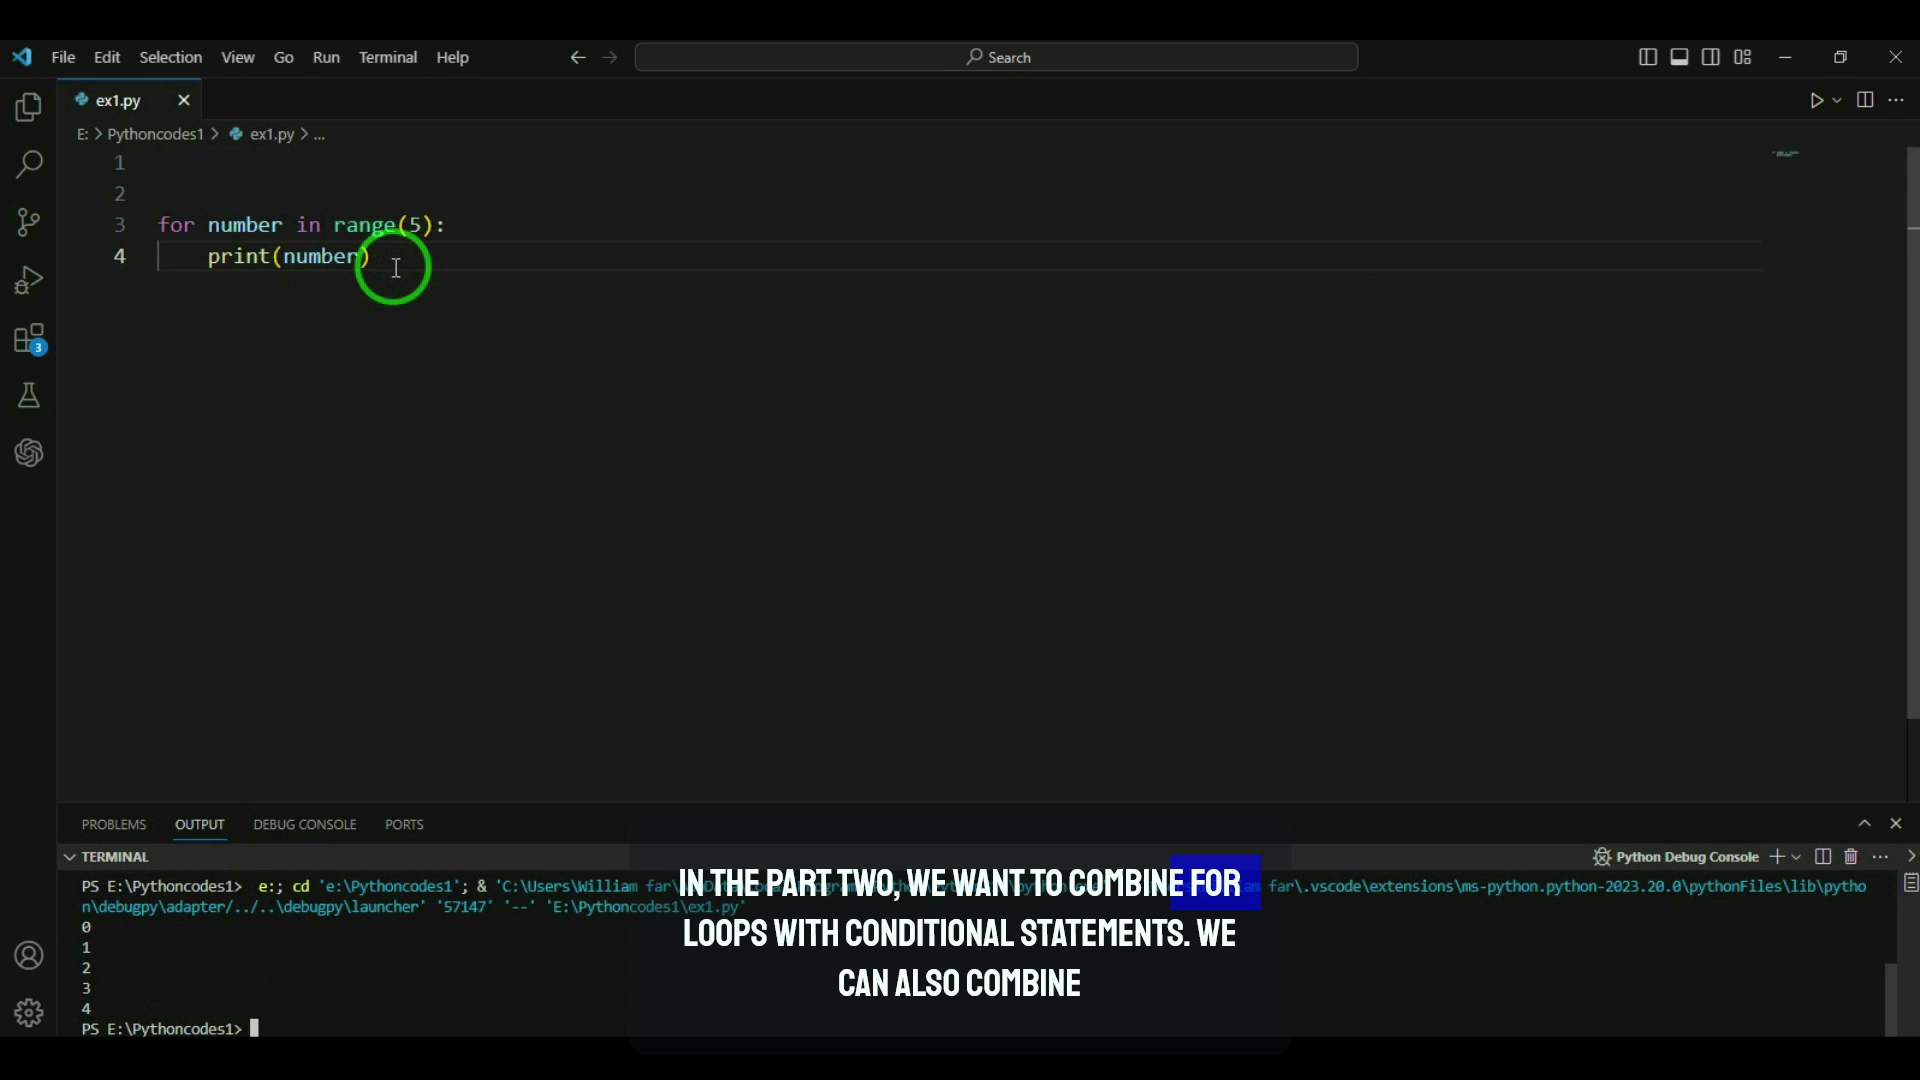 File Edit Selection View Go Run Terminal Help Search
ex1.py
E: > Pythoncodes1 > ex1.py > ...
1
2
3 for number in range(5):
4 print(number)
3
PROBLEMS OUTPUT DEBUG CONSOLE PORTS
TERMINAL Python Debug Console
PS E:\Pythoncodes1> e:; cd 'e:\Pythoncodes1'; & 'C:\Users\William far\ far\.vscode\extensions\ms-python.python-2023.20.0\pythonFiles\lib\pytho
n\debugpy\adapter/../..\debugpy\launcher' '57147' '--' 'E:\Pythoncodes1\ex1.py'
0
1
2
3
4
PS E:\Pythoncodes1>
IN THE PART TWO, WE WANT TO COMBINE FOR
LOOPS WITH CONDITIONAL STATEMENTS. WE
CAN ALSO COMBINE